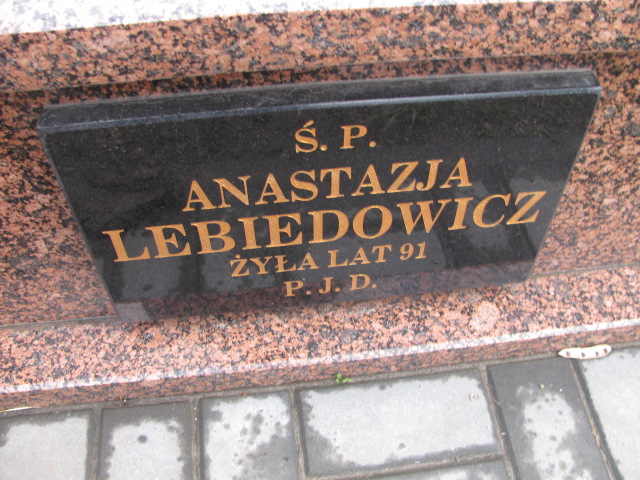 Ś. P.
ANASTAZJA
LEBIEDOWICZ
ŻYŁA LAT 91
P. J. D.